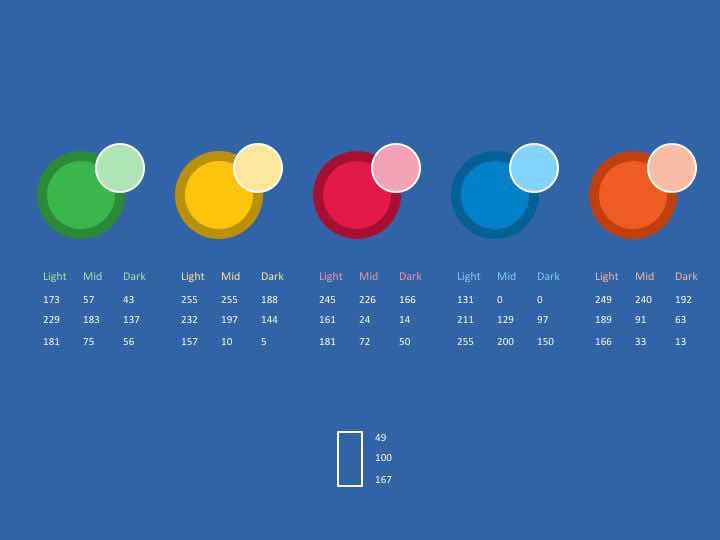 Light Mid Dark Light Mid Dark Light Mid Dark Light Mid Dark Light Mid Dark
173 57 43 255 255 188 245 226 166 131 0 0 249 240 192
229 183 137 232 197 144 161 24 14 211 129 97 189 91 63
181 75 56 157 10 5 181 72 50 255 200 150 166 33 13
49
100
167